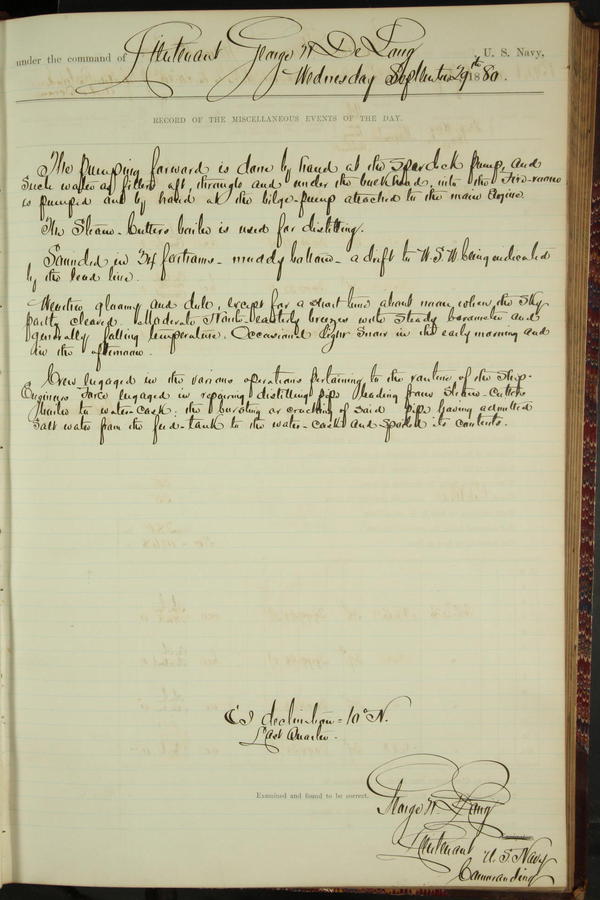 under the command of Lieutenant George W. De Long, U. S. Navy,
Wednesday September 29th 1880.
RECORD OF THE MISCELLANEOUS EVENTS OF THE DAY.
The pumping forward is done by hand at the spardeck pump, and
such water as filters aft, through and under the bulkhead, into the fire-room
is pumped out by hand at the bilge-pump attached to the main engine.
The Steam-Cutters boiler is used for distilling.
Sounded in 34 fathoms - muddy bottom - a drift to W.S.W being indicated
by the lead line.
Weather gloomy and dull, except for a short time about noon, when the sky
partly cleared. Moderate North-easterly breezes with steady barometer and
generally falling temperature. Occasional light snow in the early morning and
in the afternoon.
Crew engaged in the various operations pertaining to the routine of the ship-
Engineers force engaged in repairing distilling pipe leading from Steam-Cutters
boiler to water-cask: the bursting or cracking of said pipe having admitted
salt water from the feed-tank to the water-cask and spoiled its contents.
declination = 10° N.
Last Quarter.
Examined and found to be correct.
George W. De Long
Lieutenant U. S. Navy
Commanding